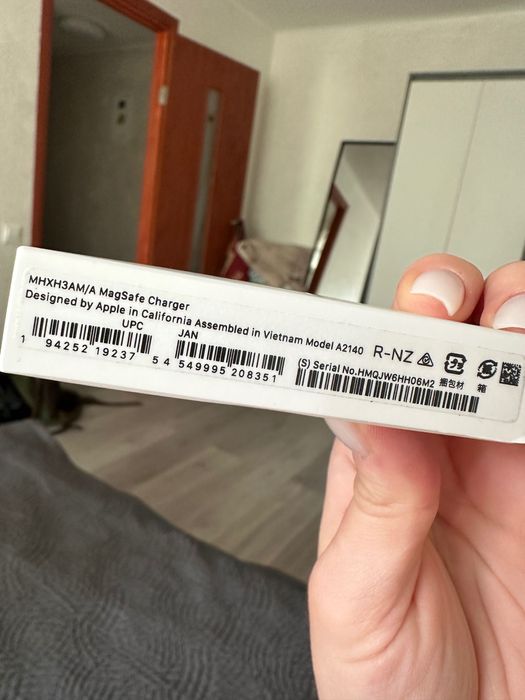 MHXH3AM/A MagSafe Charger
Designed by Apple in California Assembled in Vietnam Model A2140
UPC
1 94252 19237 5
JAN
4 549995 208351
R-NZ
(S) Serial No.HMQJW6HH06M2
捆包材
箱